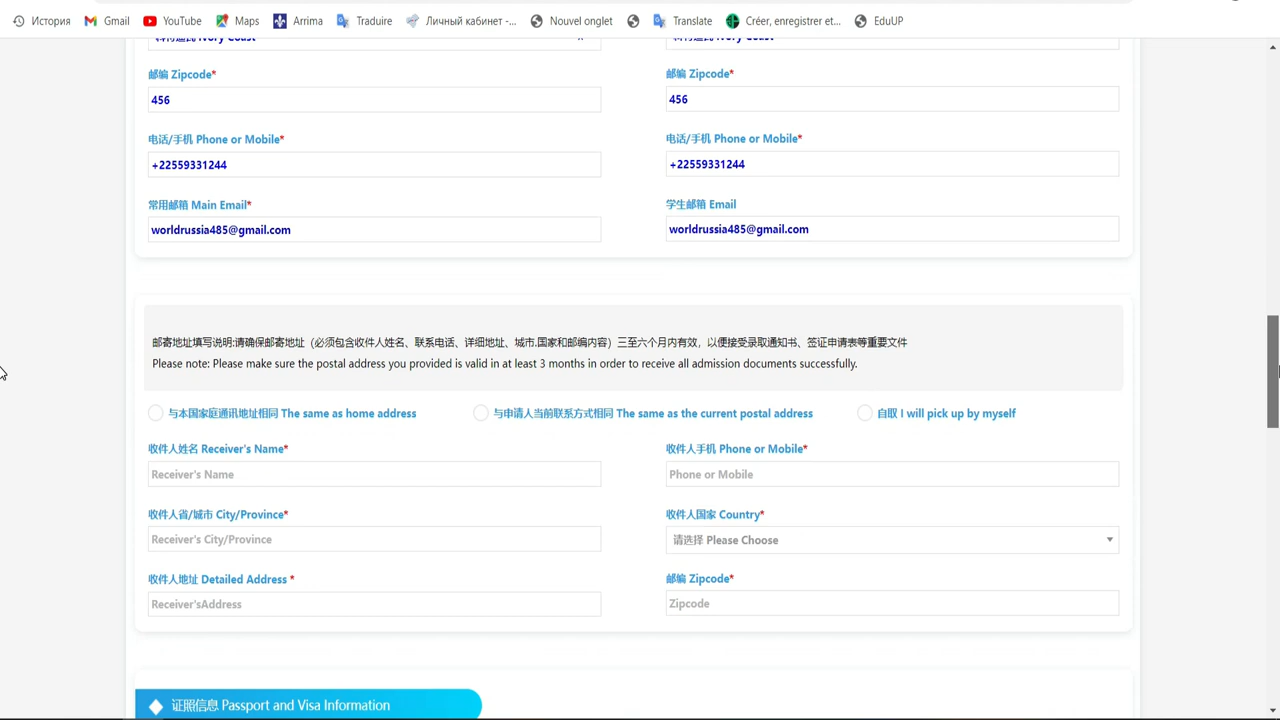 История Gmail YouTube Maps Arrima Traduire Личный кабинет -... Nouvel onglet Translate Créer, enregistrer et... EduUP
Ivory Coast Ivory Coast
邮编 Zipcode* 邮编 Zipcode*
456 456
电话/手机 Phone or Mobile* 电话/手机 Phone or Mobile*
+22559331244 +22559331244
常用邮箱 Main Email* 学生邮箱 Email
worldrussia485@gmail.com worldrussia485@gmail.com
邮寄地址填写说明:请确保邮寄地址（必须包含收件人姓名、联系电话、详细地址、城市.国家和邮编内容）三至六个月内有效，以便接受录取通知书、签证申请表等重要文件
Please note: Please make sure the postal address you provided is valid in at least 3 months in order to receive all admission documents successfully.
与本国家庭通讯地址相同 The same as home address 与申请人当前联系方式相同 The same as the current postal address 自取 I will pick up by myself
收件人姓名 Receiver's Name* 收件人手机 Phone or Mobile*
Receiver's Name Phone or Mobile
收件人省/城市 City/Province* 收件人国家 Country*
Receiver's City/Province 请选择 Please Choose
收件人地址 Detailed Address * 邮编 Zipcode*
Receiver'sAddress Zipcode
证照信息 Passport and Visa Information